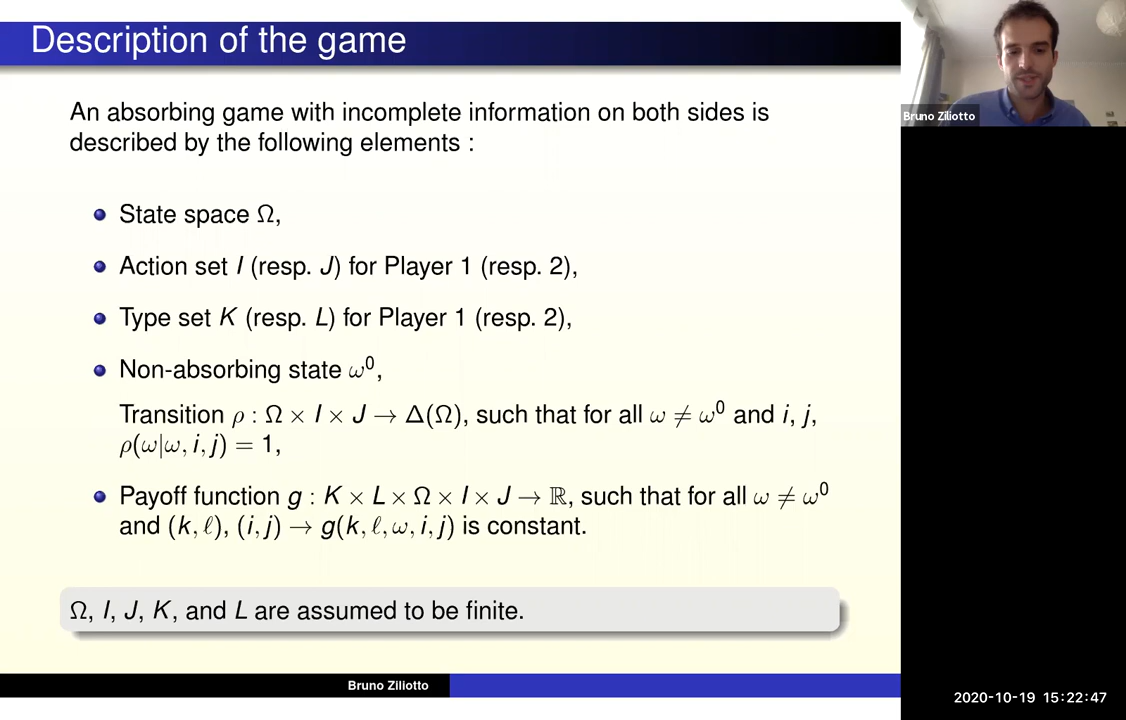 Description of the game
An absorbing game with incomplete information on both sides is
described by the following elements :
State space Ω,
Action set I (resp. J) for Player 1 (resp. 2),
Type set K (resp. L) for Player 1 (resp. 2),
Non-absorbing state ω⁰,
Transition ρ : Ω × I × J → Δ(Ω), such that for all ω ≠ ω⁰ and i, j,
ρ(ω|ω, i, j) = 1,
Payoff function g : K × L × Ω × I × J → ℝ, such that for all ω ≠ ω⁰
and (k, ℓ), (i, j) → g(k, ℓ, ω, i, j) is constant.
Ω, I, J, K, and L are assumed to be finite.
Bruno Ziliotto
Bruno Ziliotto
2020-10-19 15:22:47